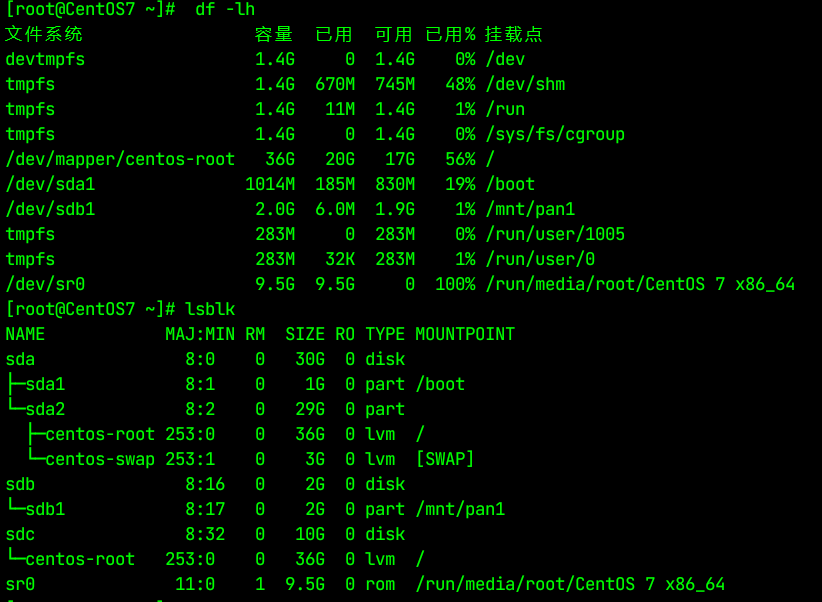 [root@CentOS7 ~]#  df -lh
文件系统                 容量  已用  可用 已用% 挂载点
devtmpfs                 1.4G     0  1.4G    0% /dev
tmpfs                    1.4G  670M  745M   48% /dev/shm
tmpfs                    1.4G   11M  1.4G    1% /run
tmpfs                    1.4G     0  1.4G    0% /sys/fs/cgroup
/dev/mapper/centos-root   36G   20G   17G   56% /
/dev/sda1               1014M  185M  830M   19% /boot
/dev/sdb1                2.0G  6.0M  1.9G    1% /mnt/pan1
tmpfs                    283M     0  283M    0% /run/user/1005
tmpfs                    283M   32K  283M    1% /run/user/0
/dev/sr0                 9.5G  9.5G     0  100% /run/media/root/CentOS 7 x86_64
[root@CentOS7 ~]# lsblk
NAME            MAJ:MIN RM  SIZE RO TYPE MOUNTPOINT
sda               8:0    0   30G  0 disk
├─sda1            8:1    0    1G  0 part /boot
└─sda2            8:2    0   29G  0 part
  ├─centos-root 253:0    0   36G  0 lvm  /
  └─centos-swap 253:1    0    3G  0 lvm  [SWAP]
sdb               8:16   0    2G  0 disk
└─sdb1            8:17   0    2G  0 part /mnt/pan1
sdc               8:32   0   10G  0 disk
└─centos-root   253:0    0   36G  0 lvm  /
sr0              11:0    1  9.5G  0 rom  /run/media/root/CentOS 7 x86_64